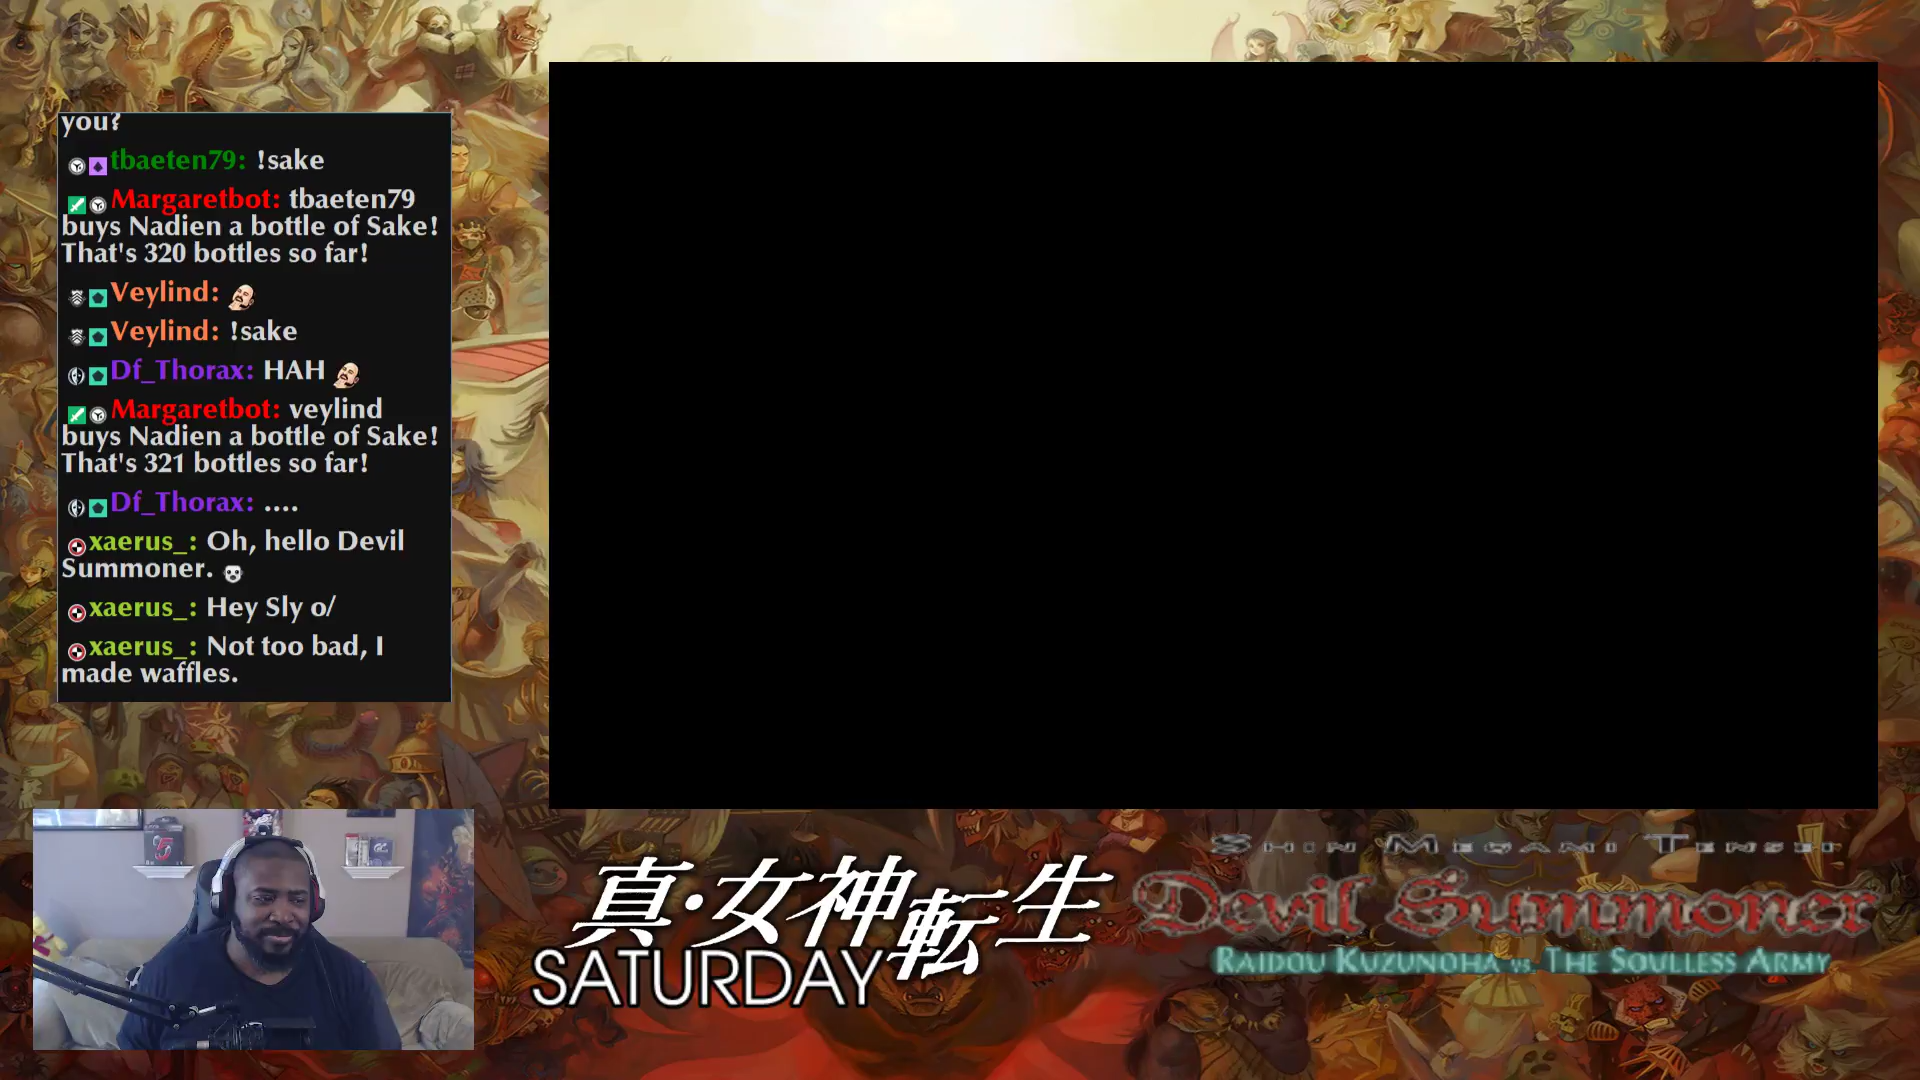 you?
tbaeten79: !sake
Margaretbot: tbaeten79
buys Nadien a bottle of Sake!
That's 320 bottles so far!
Veylind:
Veylind: !sake
Df_Thorax: HAH
Margaretbot: veylind
buys Nadien a bottle of Sake!
That's 321 bottles so far!
Df_Thorax: ....
xaerus_: Oh, hello Devil
Summoner.
xaerus_: Hey Sly o/
xaerus_: Not too bad, I
made waffles.
真・女神転生
SATURDAY
Shin Megami Tensei
Devil Summoner
Raidou Kuzunoha vs. The Soulless Army